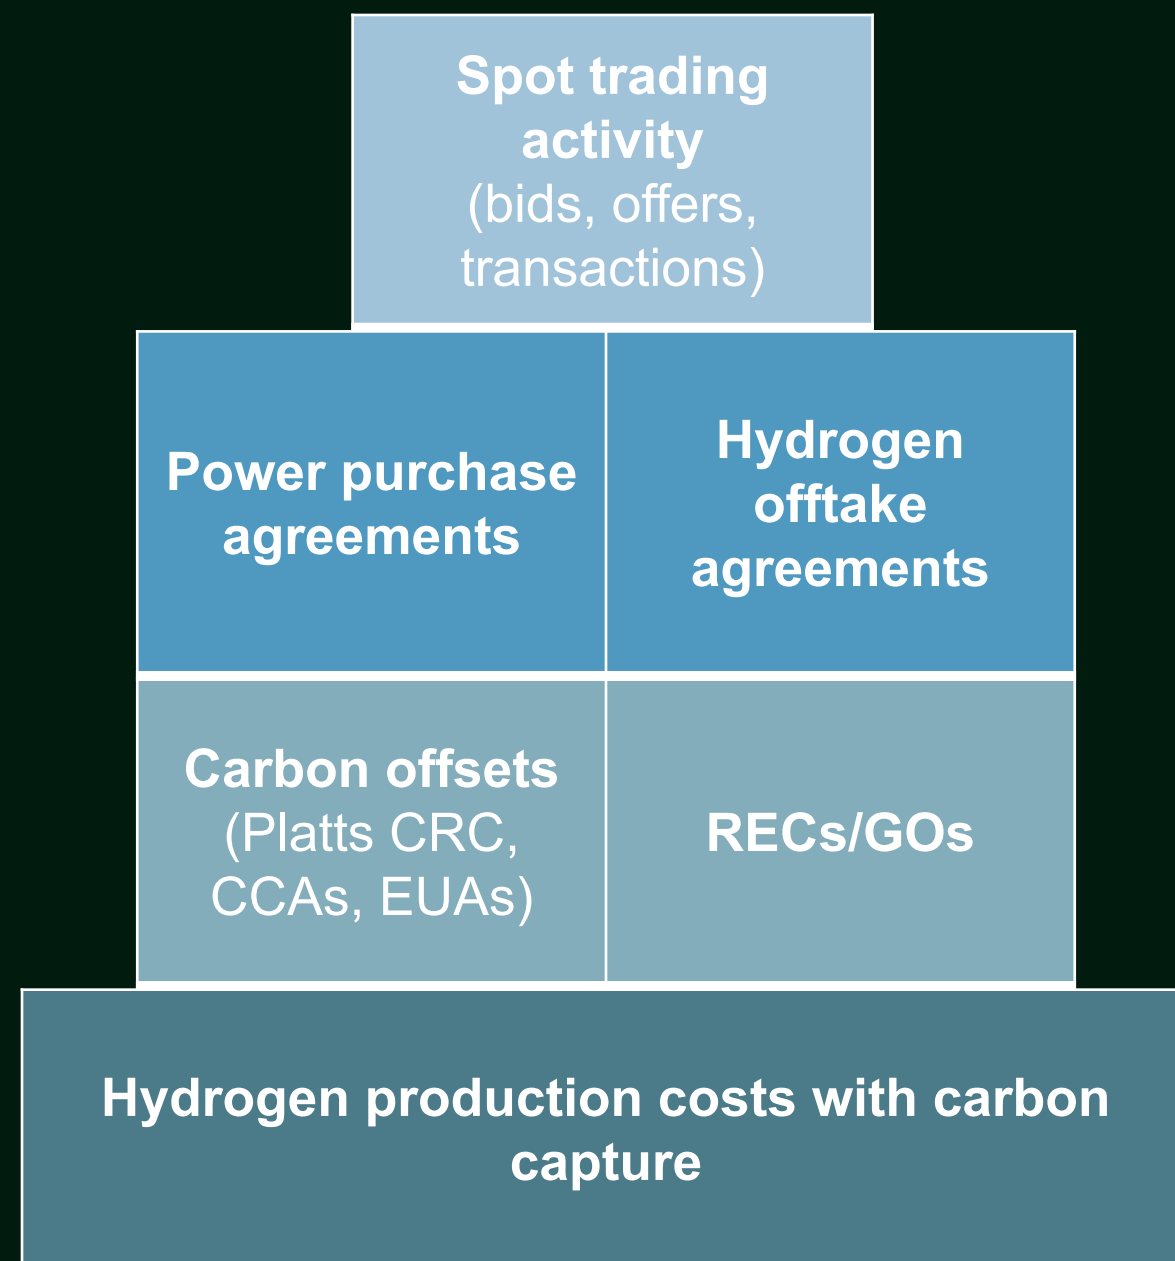 Spot trading
activity
(bids, offers,
transactions)
Power purchase
agreements
Hydrogen
offtake
agreements
Carbon offsets
(Platts CRC,
CCAs, EUAs)
RECs/GOs
Hydrogen production costs with carbon
capture